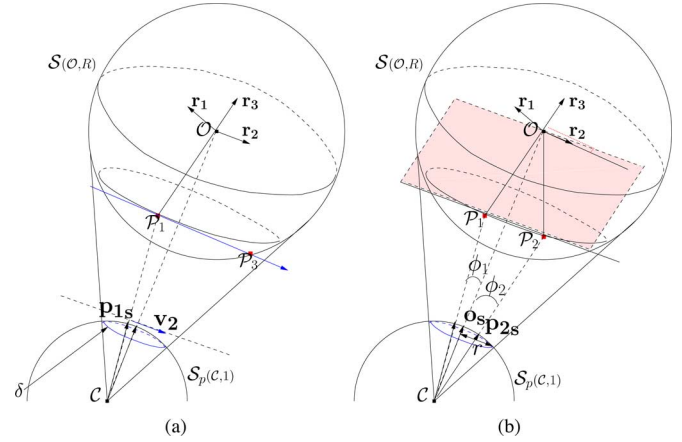 S(O,R)
r₁
r₃
O
r₂
P₁
P₃
p₁ₛ
v₂
δ
C
Sₚ(C,1)
(a)
S(O,R)
r₁
r₃
O
r₂
P₁
P₂
ϕ₁
ϕ₂
oₛ
p₂ₛ
r
C
Sₚ(C,1)
(b)